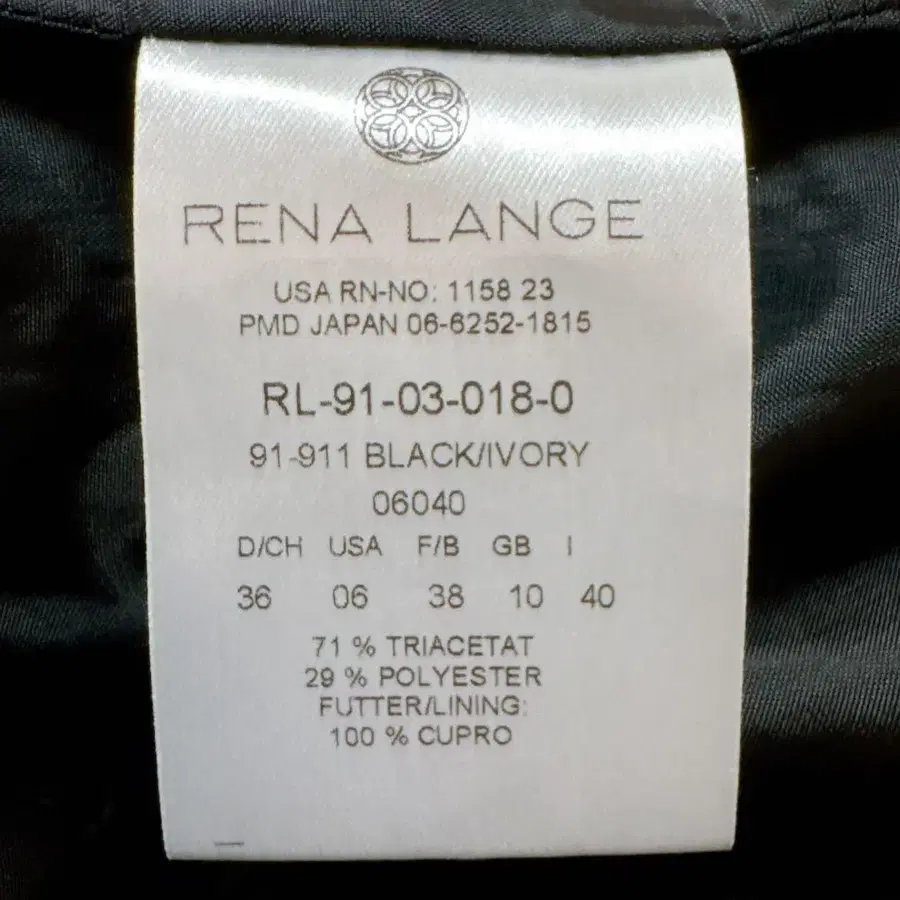 RENA LANGE
USA RN-NO: 1158 23
PMD JAPAN 06-6252-1815
RL-91-03-018-0
91-911 BLACK/IVORY
06040
D/CH USA F/B GB I
36 06 38 10 40
71 % TRIACETAT
29 % POLYESTER
FUTTER/LINING:
100 % CUPRO